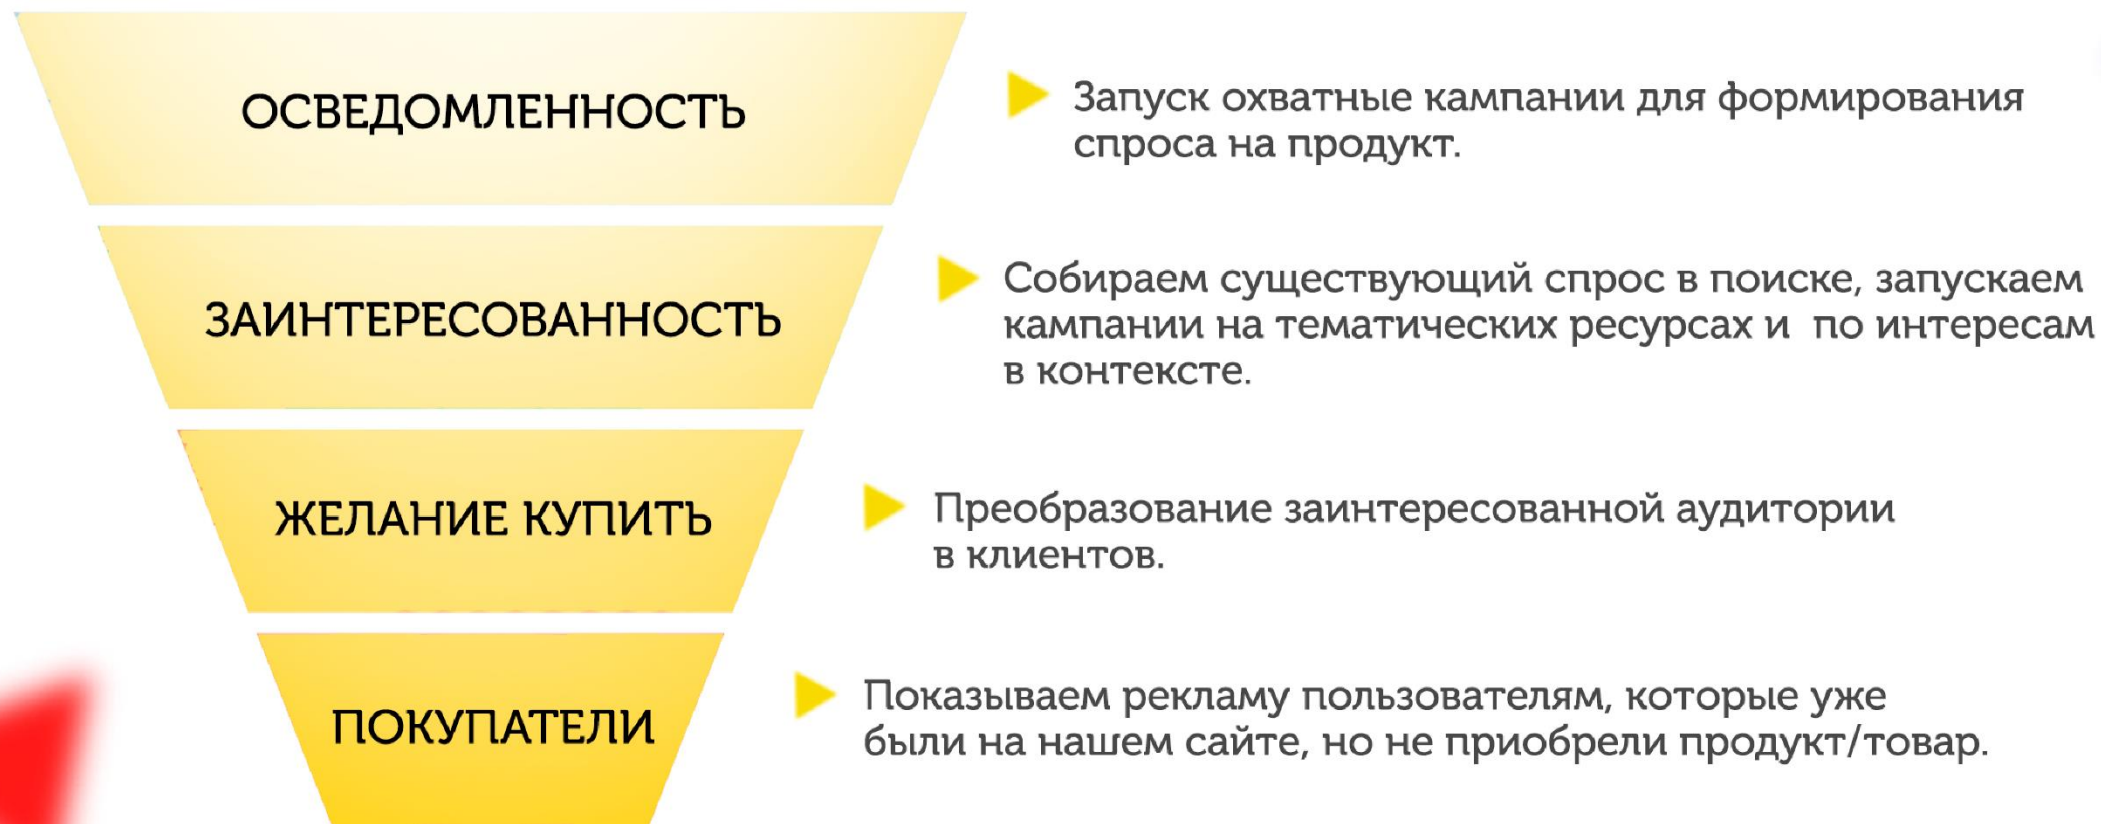 ОСВЕДОМЛЕННОСТЬ
Запуск охватные кампании для формирования
спроса на продукт.
ЗАИНТЕРЕСОВАННОСТЬ
Собираем существующий спрос в поиске, запускаем
кампании на тематических ресурсах и по интересам
в контексте.
ЖЕЛАНИЕ КУПИТЬ
Преобразование заинтересованной аудитории
в клиентов.
ПОКУПАТЕЛИ
Показываем рекламу пользователям, которые уже
были на нашем сайте, но не приобрели продукт/товар.